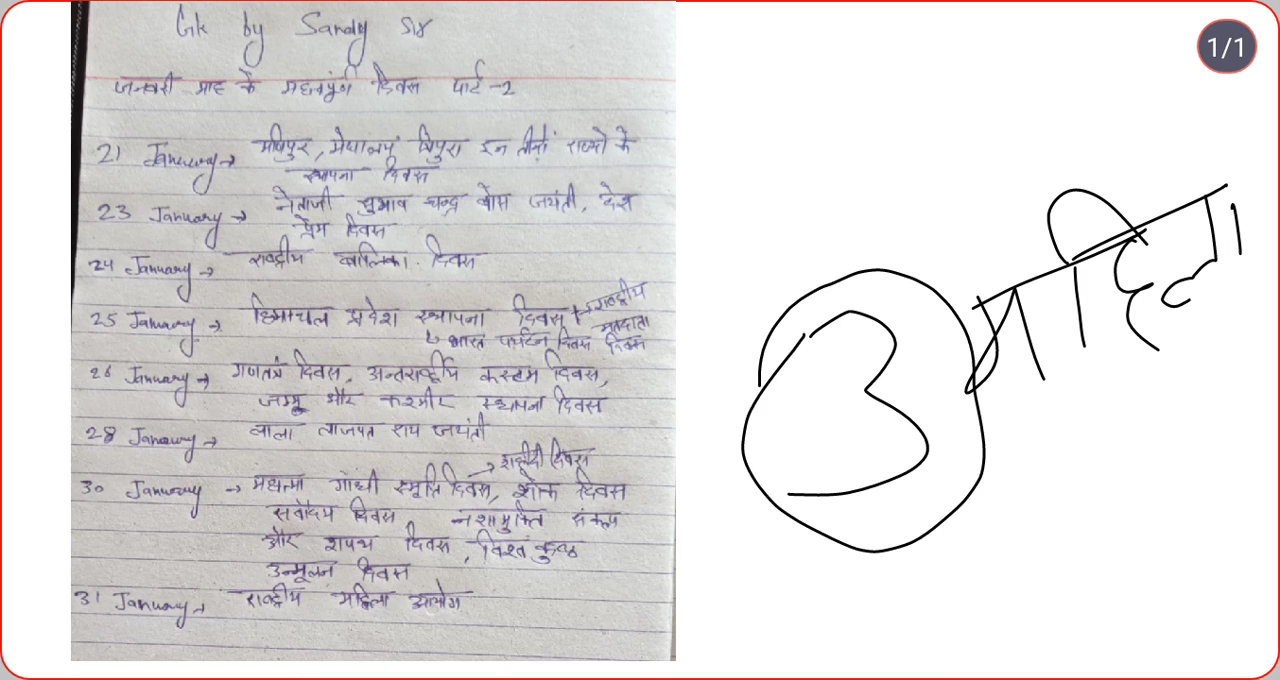 Gk by Sandy Sir
जनवरी माह के महत्वपूर्ण दिवस पार्ट -2
21 January → मणिपुर, मेघालय त्रिपुरा इन तीनों राज्यों के
स्थापना दिवस
23 January → नेताजी सुभाष चन्द्र बोस जयंती, देश
प्रेम दिवस
24 January → राष्ट्रीय बालिका दिवस
25 January → हिमाचल प्रदेश स्थापना दिवस → राष्ट्रीय
मतदाता
↳ भारत पर्यटन दिवस दिवस
26 January → गणतंत्र दिवस, अन्तराष्ट्रीय कस्टम दिवस,
जम्मू और कश्मीर स्थापना दिवस
28 January → लाला लाजपत राय जयंती
→ शहीदी दिवस
30 January → महात्मा गांधी स्मृति दिवस, शोक दिवस
सर्वोदय दिवस, नशामुक्ति संकल्प
और शपथ दिवस, विश्व कुष्ठ
उन्मूलन दिवस
31 January → राष्ट्रीय महिला आयोग
1/1
3